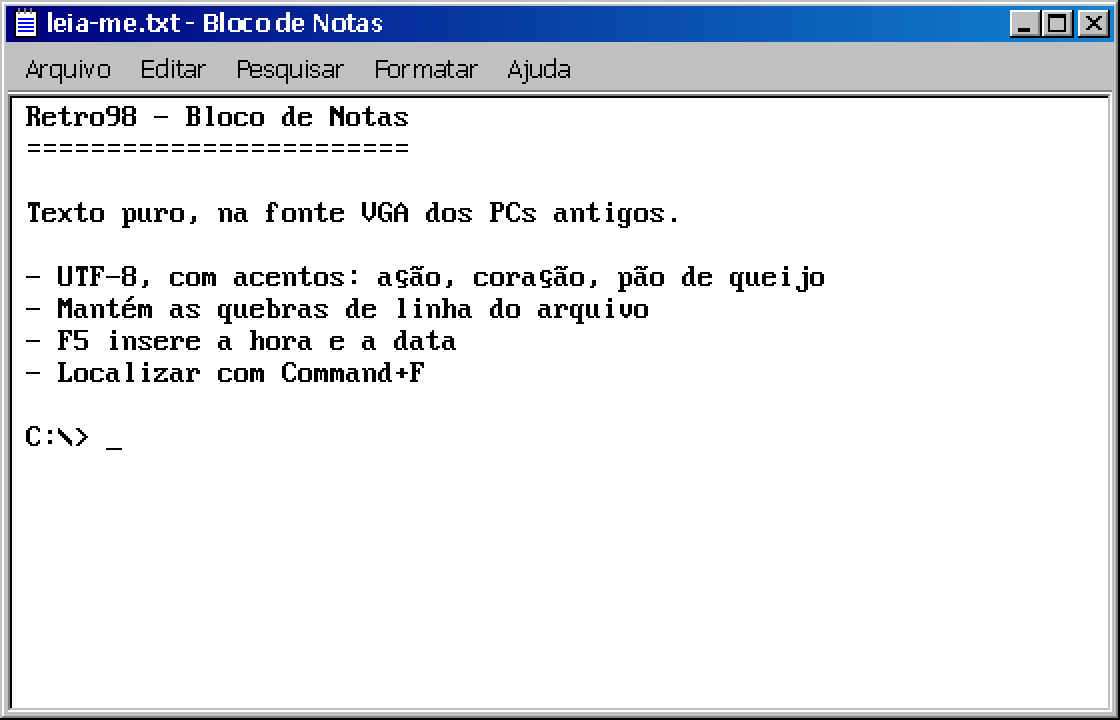 leia-me.txt - Bloco de Notas
Arquivo Editar Pesquisar Formatar Ajuda
Retro98 - Bloco de Notas
========================
Texto puro, na fonte VGA dos PCs antigos.
- UTF-8, com acentos: ação, coração, pão de queijo
- Mantém as quebras de linha do arquivo
- F5 insere a hora e a data
- Localizar com Command+F
C:\> _